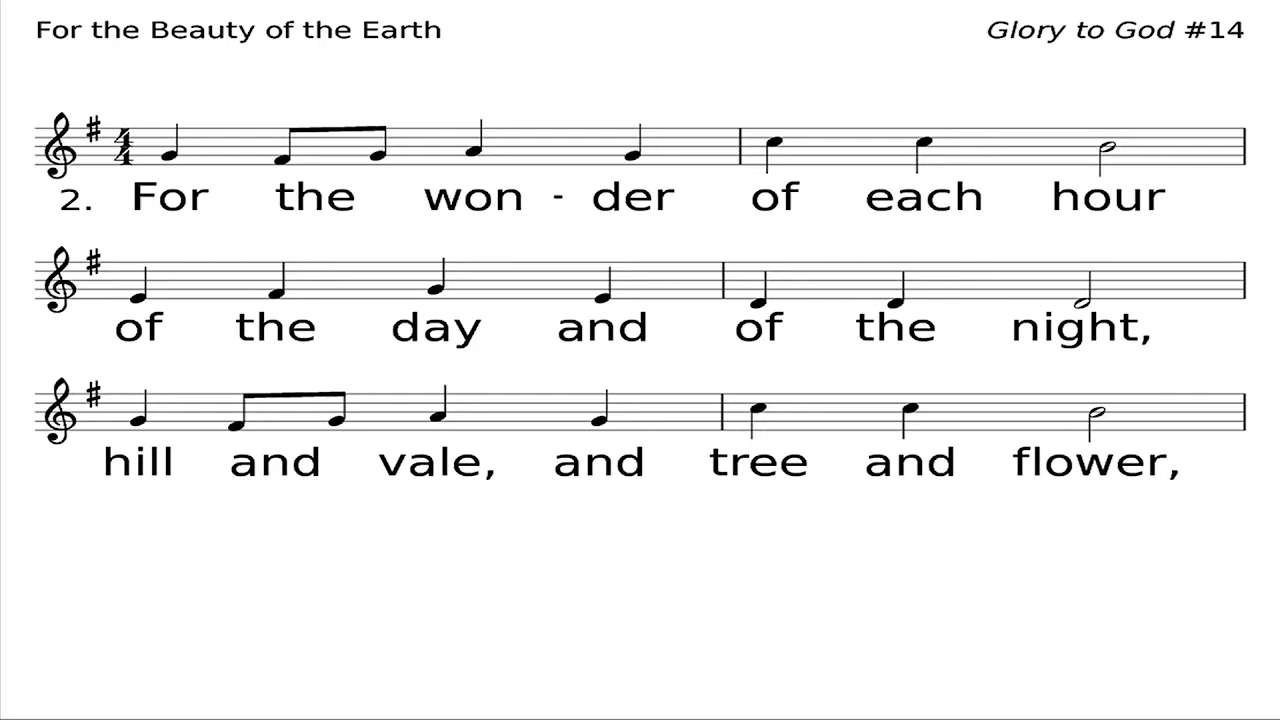 For the Beauty of the Earth Glory to God #14
2. For the won - der of each hour
of the day and of the night,
hill and vale, and tree and flower,